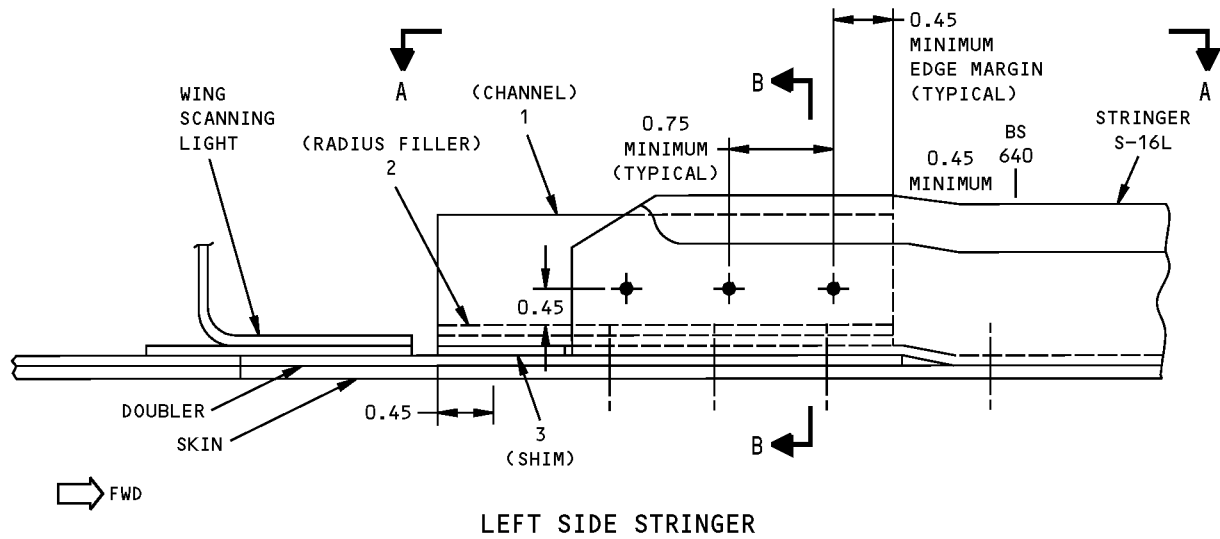 0.45
MINIMUM
EDGE MARGIN
(TYPICAL)
A
A
WING
SCANNING
LIGHT
(CHANNEL)
1
B
(RADIUS FILLER)
2
0.75
MINIMUM
(TYPICAL)
BS
640
STRINGER
S-16L
0.45
MINIMUM
0.45
DOUBLER
0.45
SKIN
3
(SHIM)
B
FWD
LEFT SIDE STRINGER